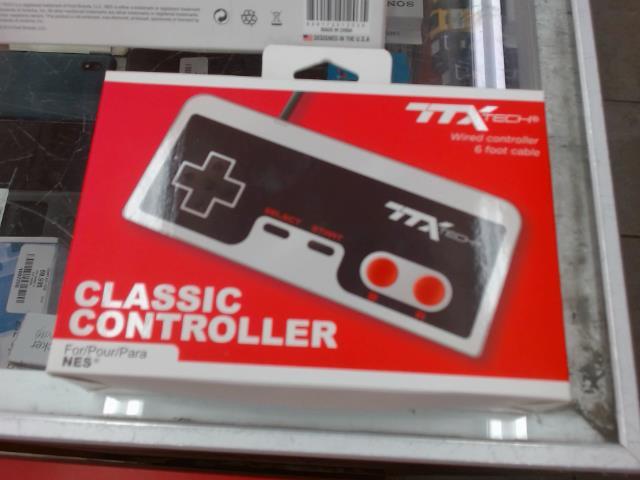 MADE IN CHINA
DESIGNED IN THE U.S.A
SONY
TTX TECH®
Wired controller
6 foot cable
TTX TECH
SELECT START
B A
CLASSIC
CONTROLLER
For/Pour/Para
NES®